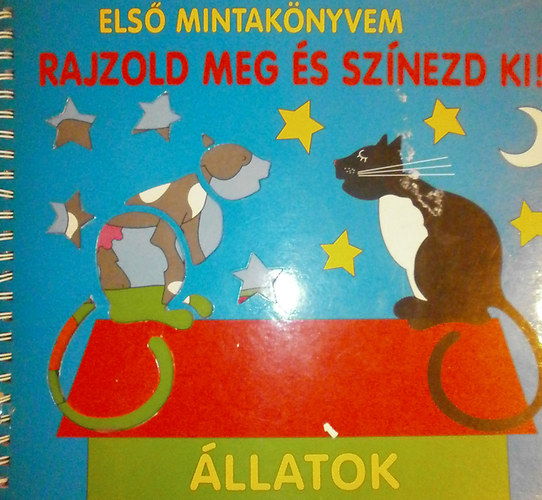 ELSŐ MINTAKÖNYVEM
RAJZOLD MEG ÉS SZÍNEZD KI!
ÁLLATOK